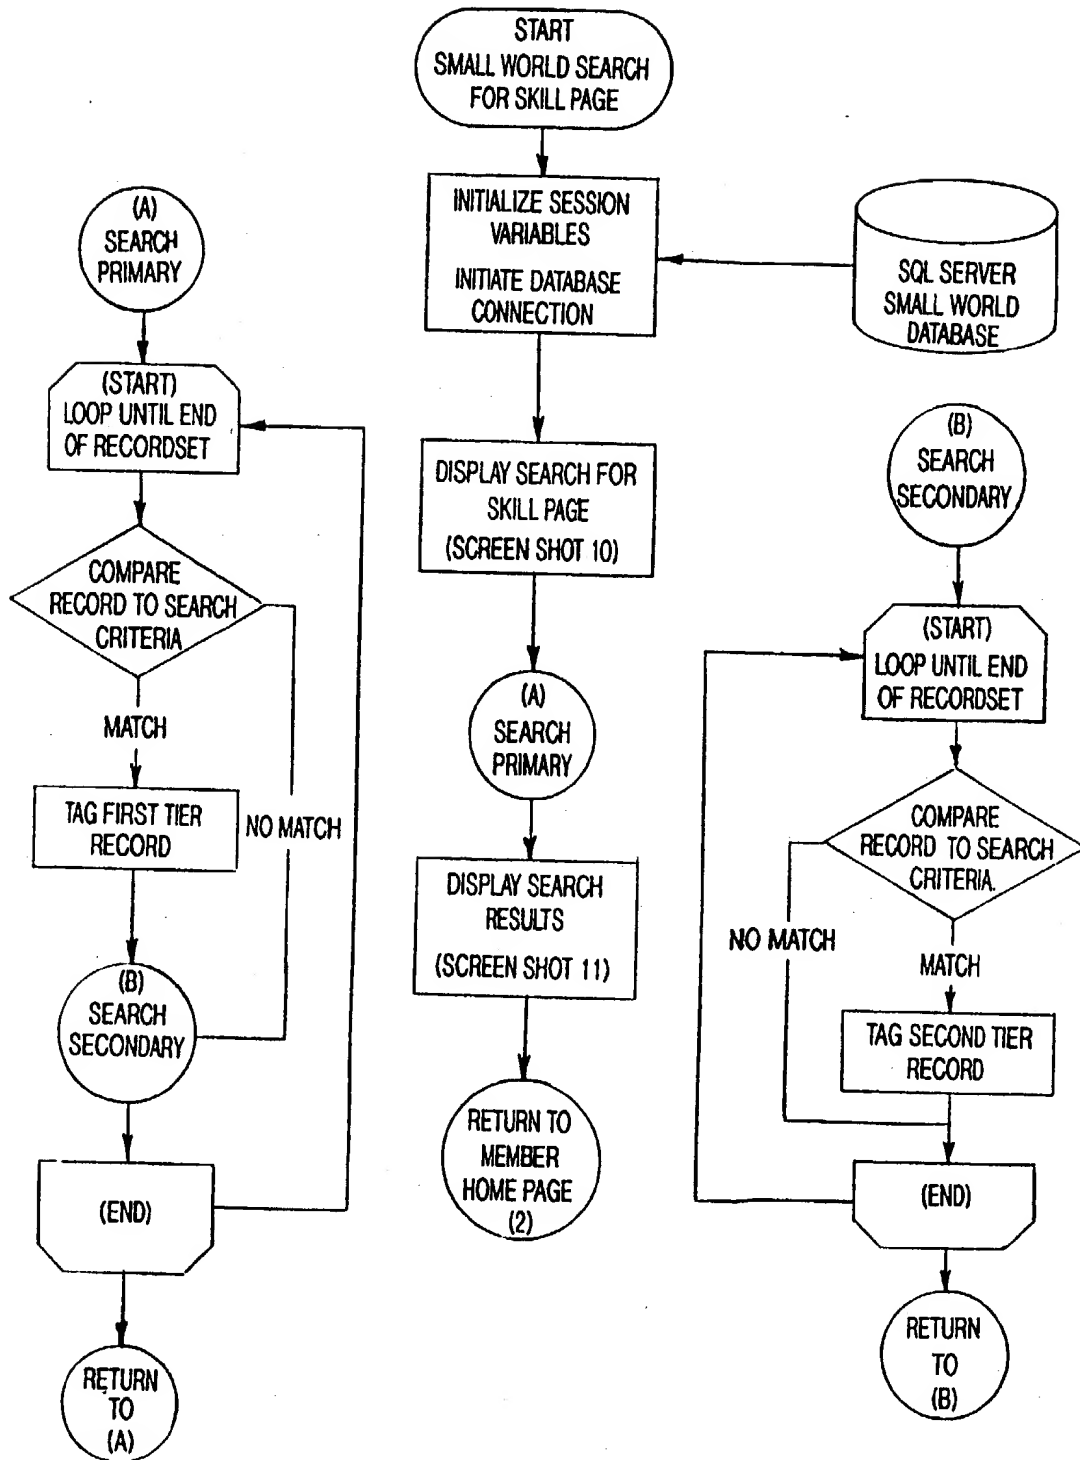 START
SMALL WORLD SEARCH
FOR SKILL PAGE
INITIALIZE SESSION
VARIABLES
INITIATE DATABASE
CONNECTION
SQL SERVER
SMALL WORLD
DATABASE
DISPLAY SEARCH FOR
SKILL PAGE
(SCREEN SHOT 10)
(A)
SEARCH
PRIMARY
DISPLAY SEARCH
RESULTS
(SCREEN SHOT 11)
RETURN TO
MEMBER
HOME PAGE
(2)
(A)
SEARCH
PRIMARY
(START)
LOOP UNTIL END
OF RECORDSET
COMPARE
RECORD TO SEARCH
CRITERIA
MATCH
TAG FIRST TIER
RECORD
NO MATCH
(B)
SEARCH
SECONDARY
(END)
RETURN
TO
(A)
(B)
SEARCH
SECONDARY
(START)
LOOP UNTIL END
OF RECORDSET
COMPARE
RECORD TO SEARCH
CRITERIA.
NO MATCH
MATCH
TAG SECOND TIER
RECORD
(END)
RETURN
TO
(B)